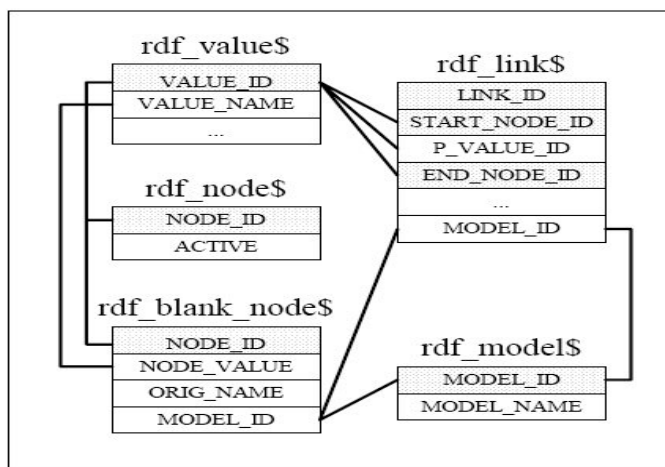 rdf_value$
VALUE_ID
VALUE_NAME
...
rdf_node$
NODE_ID
ACTIVE
rdf_blank_node$
NODE_ID
NODE_VALUE
ORIG_NAME
MODEL_ID
rdf_link$
LINK_ID
START_NODE_ID
P_VALUE_ID
END_NODE_ID
...
MODEL_ID
rdf_model$
MODEL_ID
MODEL_NAME